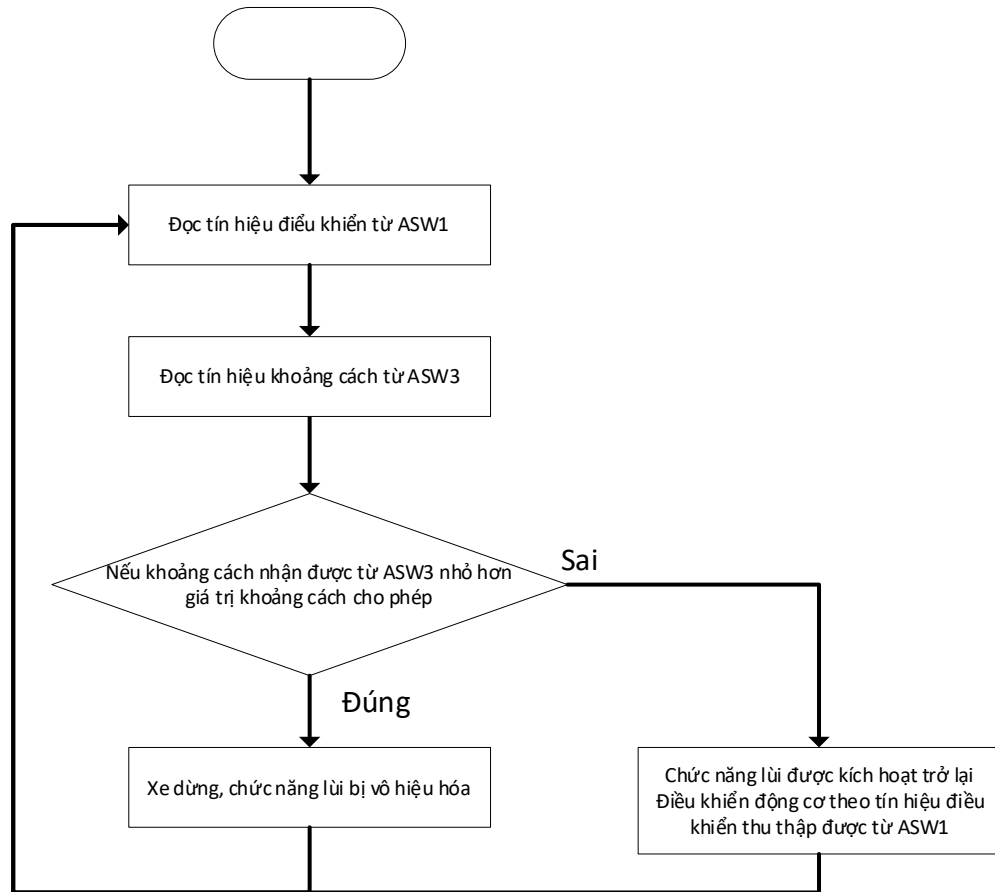 Đọc tín hiệu điểu khiển từ ASW1
Đọc tín hiệu khoảng cách từ ASW3
Nếu khoảng cách nhận được từ ASW3 nhỏ hơn
giá trị khoảng cách cho phép
Sai
Đúng
Xe dừng, chức năng lùi bị vô hiệu hóa
Chức năng lùi được kích hoạt trở lại
Điều khiển động cơ theo tín hiệu điều
khiển thu thập được từ ASW1